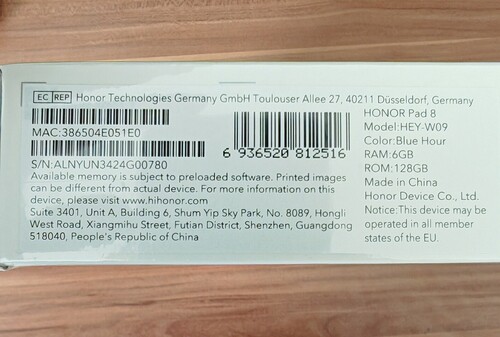 EC REP Honor Technologies Germany GmbH Toulouser Allee 27, 40211 Düsseldorf, Germany
MAC:386504E051E0
S/N:ALNYUN3424G00780
6 936520 812516
HONOR Pad 8
Model:HEY-W09
Color:Blue Hour
RAM:6GB
ROM:128GB
Made in China
Honor Device Co., Ltd.
Notice:This device may be
operated in all member
states of the EU.
Available memory is subject to preloaded software. Printed images
can be different from actual device. For more information on this
device, please visit www.hihonor.com
Suite 3401, Unit A, Building 6, Shum Yip Sky Park, No. 8089, Hongli
West Road, Xiangmihu Street, Futian District, Shenzhen, Guangdong
518040, People's Republic of China